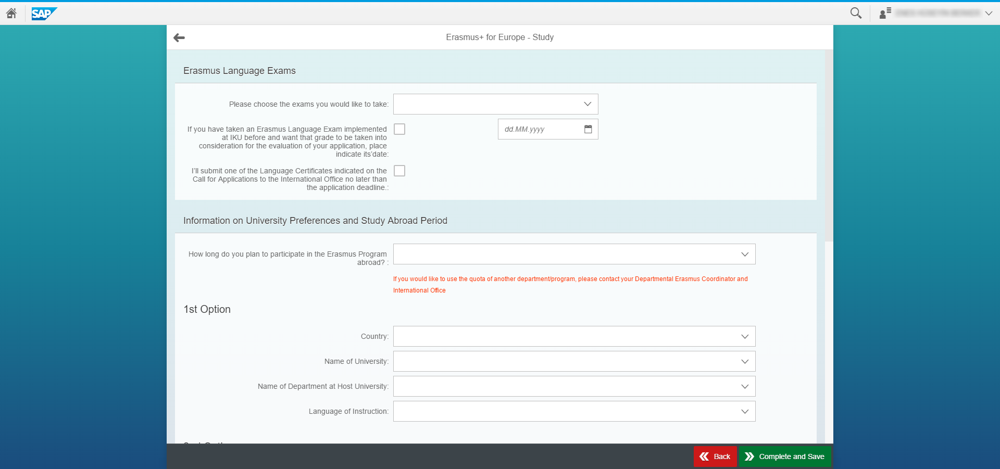 SAP
Erasmus+ for Europe - Study
Erasmus Language Exams
Please choose the exams you would like to take:
If you have taken an Erasmus Language Exam implemented
at IKU before and want that grade to be taken into
consideration for the evaluation of your application, place
indicate its'date:
dd.MM.yyyy
I'll submit one of the Language Certificates indicated on the
Call for Applications to the International Office no later than
the application deadline.:
Information on University Preferences and Study Abroad Period
How long do you plan to participate in the Erasmus Program
abroad? :
If you would like to use the quota of another department/program, please contact your Departmental Erasmus Coordinator and
International Office
1st Option
Country:
Name of University:
Name of Department at Host University:
Language of Instruction:
Back
Complete and Save